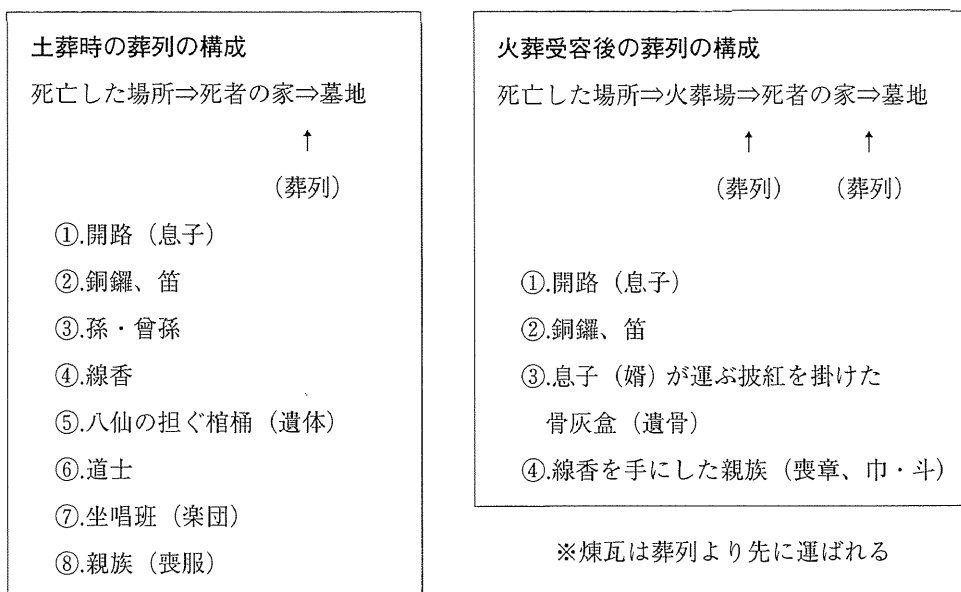 土葬時の葬列の構成
死亡した場所⇒死者の家⇒墓地
↑
(葬列)
①.開路(息子)
②.銅鑼、笛
③.孫・曾孫
④.線香
⑤.八仙の担ぐ棺桶(遺体)
⑥.道士
⑦.坐唱班(楽団)
⑧.親族(喪服)
火葬受容後の葬列の構成
死亡した場所⇒火葬場⇒死者の家⇒墓地
↑ ↑
(葬列) (葬列)
①.開路(息子)
②.銅鑼、笛
③.息子(婿)が運ぶ披紅を掛けた
骨灰盒(遺骨)
④.線香を手にした親族(喪章、巾・斗)
※煉瓦は葬列より先に運ばれる